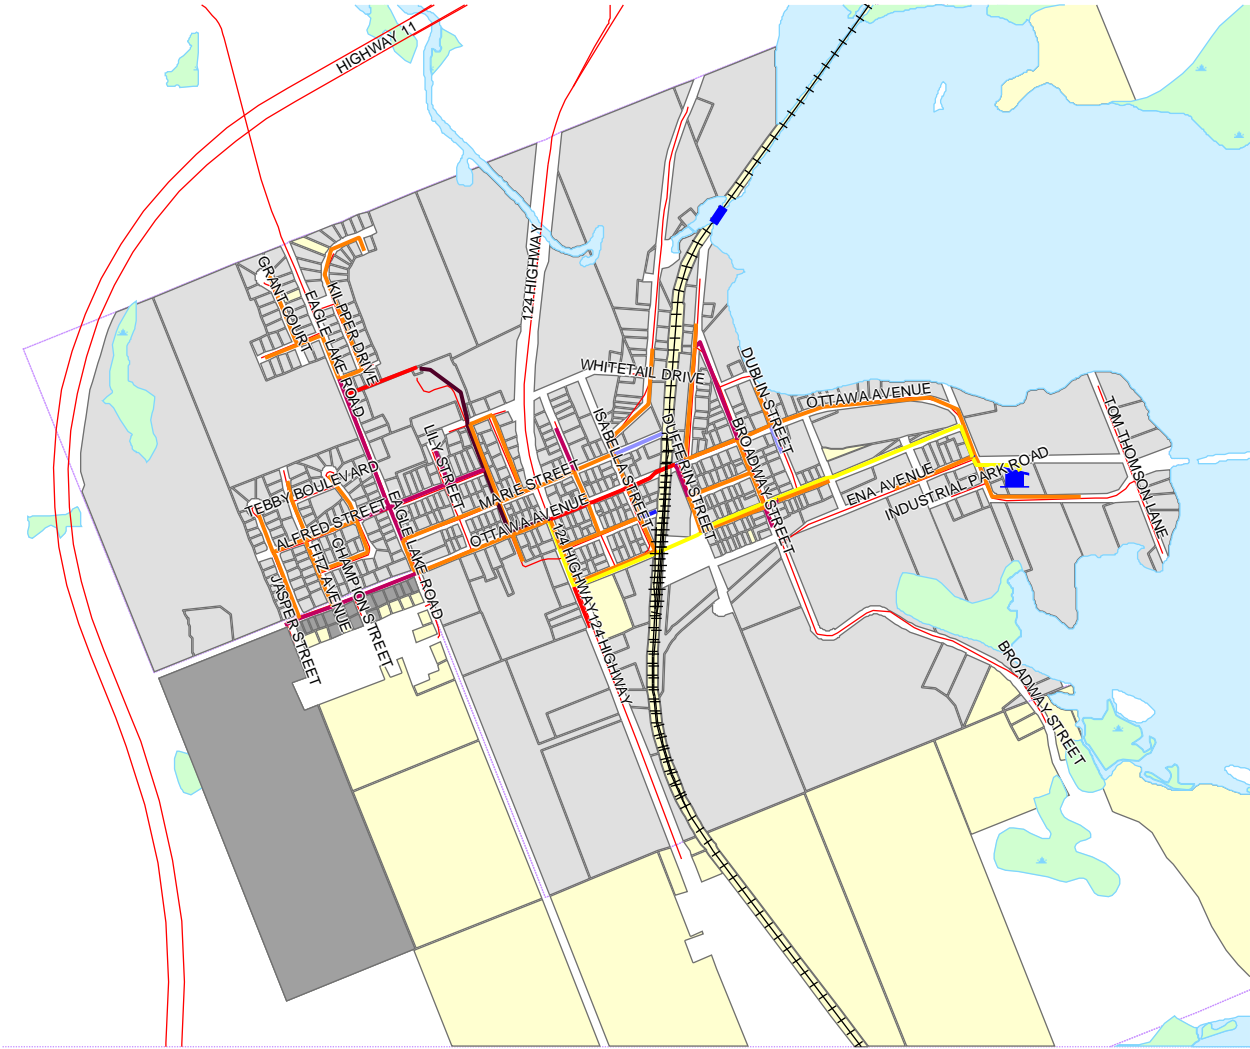 HIGHWAY 11
124 HIGHWAY
GRANT COURT
EAGLE LAKE ROAD
KILPPER DRIVE
WHITETAIL DRIVE
DUBLIN STREET
OTTAWA AVENUE
TOM THOMSON LANE
ISABELLA STREET
DUFFERIN STREET
BROADWAY STREET
LILY STREET
MARIE STREET
TEBBY BOULEVARD
EAGLE LAKE ROAD
ALFRED STREET
OTTAWA AVENUE
ENA AVENUE
INDUSTRIAL PARK ROAD
FITZ AVENUE
CHAMPION STREET
JASPER STREET
124 HIGHWAY
124 HIGHWAY
BROADWAY STREET